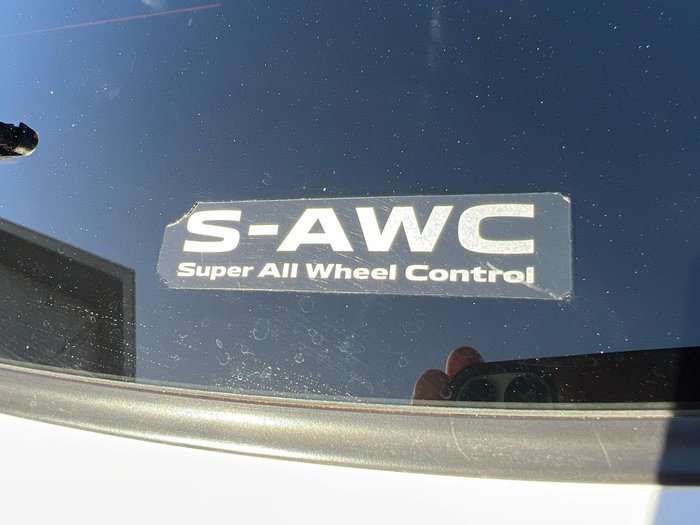 S-AWC
Super All Wheel Control